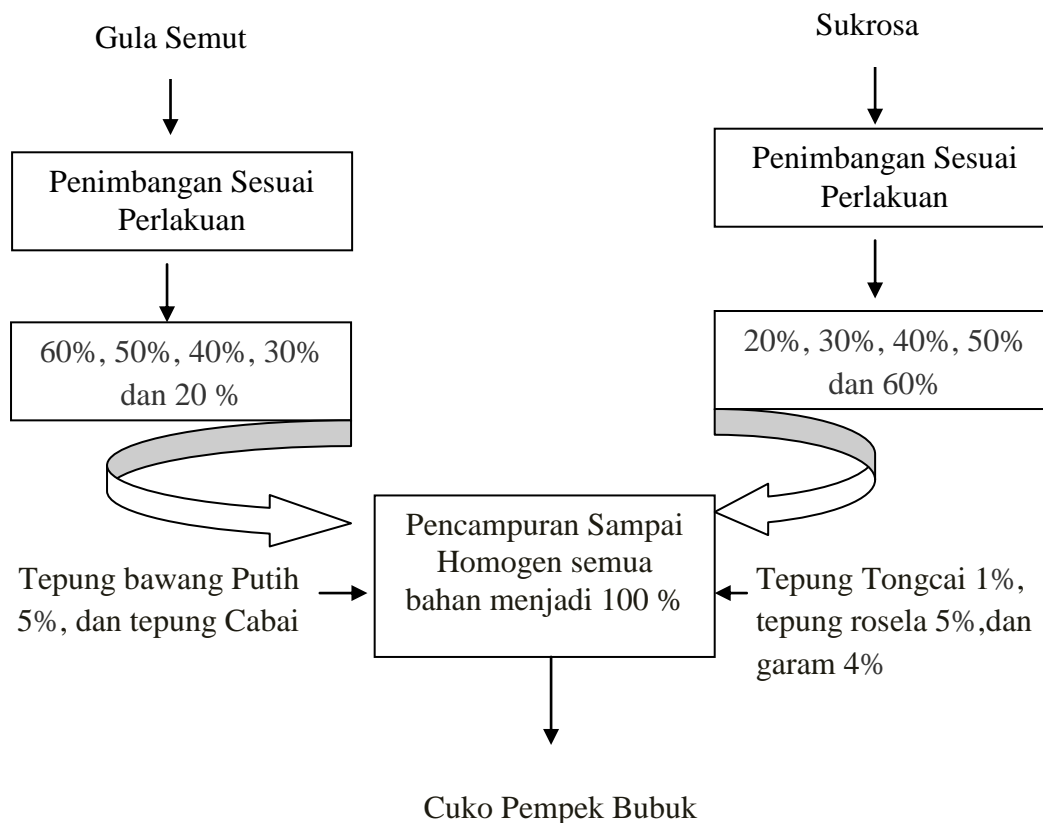 Gula Semut
Sukrosa
Penimbangan Sesuai
Perlakuan
Penimbangan Sesuai
Perlakuan
60%, 50%, 40%, 30%
dan 20 %
20%, 30%, 40%, 50%
dan 60%
Pencampuran Sampai
Homogen semua
bahan menjadi 100 %
Tepung bawang Putih
5%, dan tepung Cabai
Tepung Tongcai 1%,
tepung rosela 5%,dan
garam 4%
Cuko Pempek Bubuk